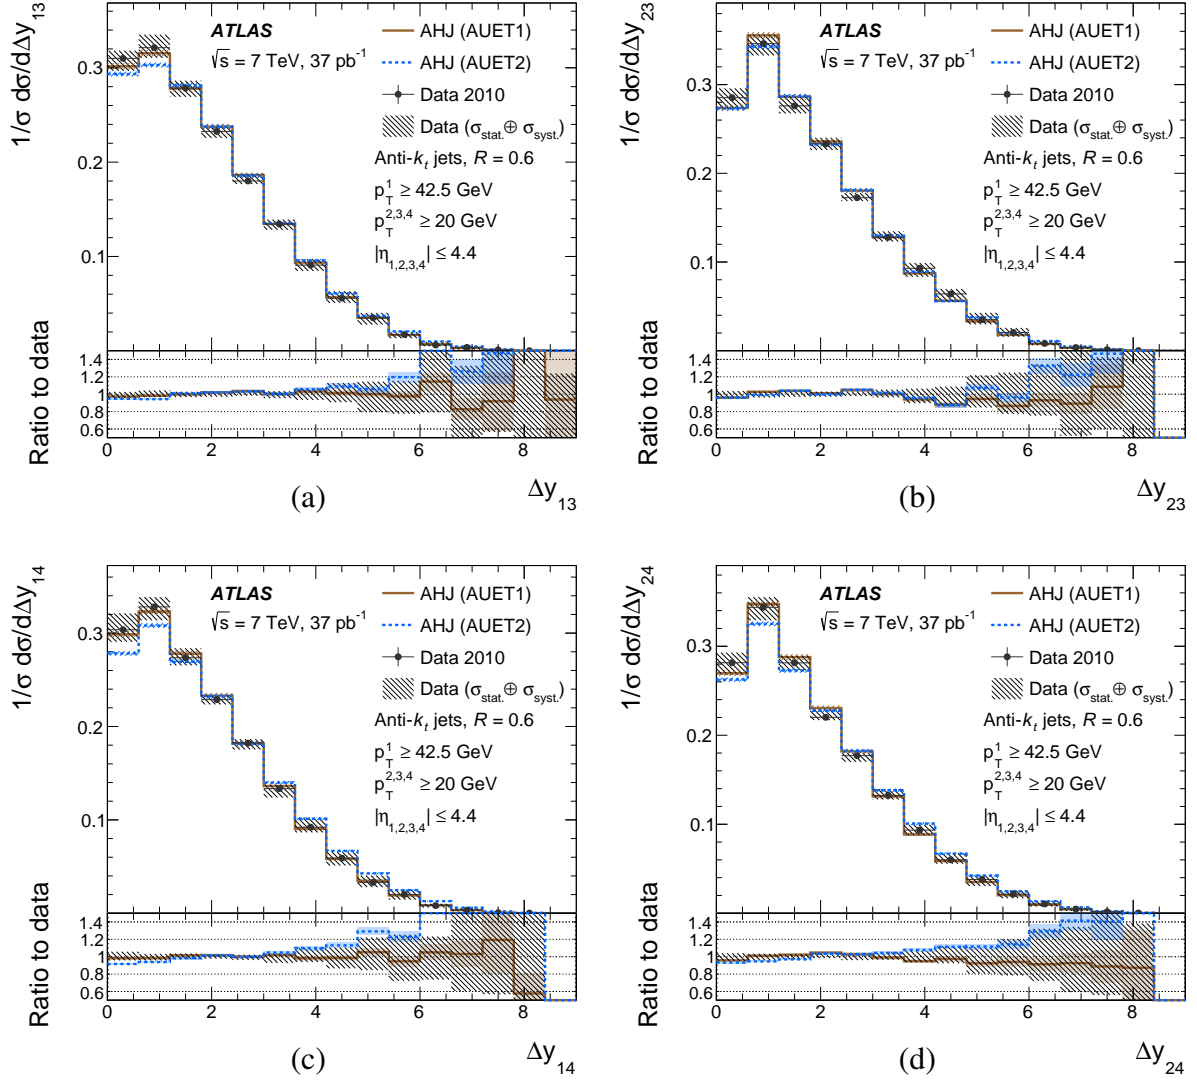 1/σ dσ/dΔy13
ATLAS
√s = 7 TeV, 37 pb-1
AHJ (AUET1)
AHJ (AUET2)
Data 2010
Data (σstat.⊕ σsyst.)
Anti-kt jets, R = 0.6
pT1 ≥ 42.5 GeV
pT2,3,4 ≥ 20 GeV
|η1,2,3,4| ≤ 4.4
0.3
0.2
0.1
Ratio to data
1.4
1.2
1
0.8
0.6
0 2 4 6 8
Δy13
(a)
1/σ dσ/dΔy23
ATLAS
√s = 7 TeV, 37 pb-1
AHJ (AUET1)
AHJ (AUET2)
Data 2010
Data (σstat.⊕ σsyst.)
Anti-kt jets, R = 0.6
pT1 ≥ 42.5 GeV
pT2,3,4 ≥ 20 GeV
|η1,2,3,4| ≤ 4.4
0.3
0.2
0.1
Ratio to data
1.4
1.2
1
0.8
0.6
0 2 4 6 8
Δy23
(b)
1/σ dσ/dΔy14
ATLAS
√s = 7 TeV, 37 pb-1
AHJ (AUET1)
AHJ (AUET2)
Data 2010
Data (σstat.⊕ σsyst.)
Anti-kt jets, R = 0.6
pT1 ≥ 42.5 GeV
pT2,3,4 ≥ 20 GeV
|η1,2,3,4| ≤ 4.4
0.3
0.2
0.1
Ratio to data
1.4
1.2
1
0.8
0.6
0 2 4 6 8
Δy14
(c)
1/σ dσ/dΔy24
ATLAS
√s = 7 TeV, 37 pb-1
AHJ (AUET1)
AHJ (AUET2)
Data 2010
Data (σstat.⊕ σsyst.)
Anti-kt jets, R = 0.6
pT1 ≥ 42.5 GeV
pT2,3,4 ≥ 20 GeV
|η1,2,3,4| ≤ 4.4
0.3
0.2
0.1
Ratio to data
1.4
1.2
1
0.8
0.6
0 2 4 6 8
Δy24
(d)